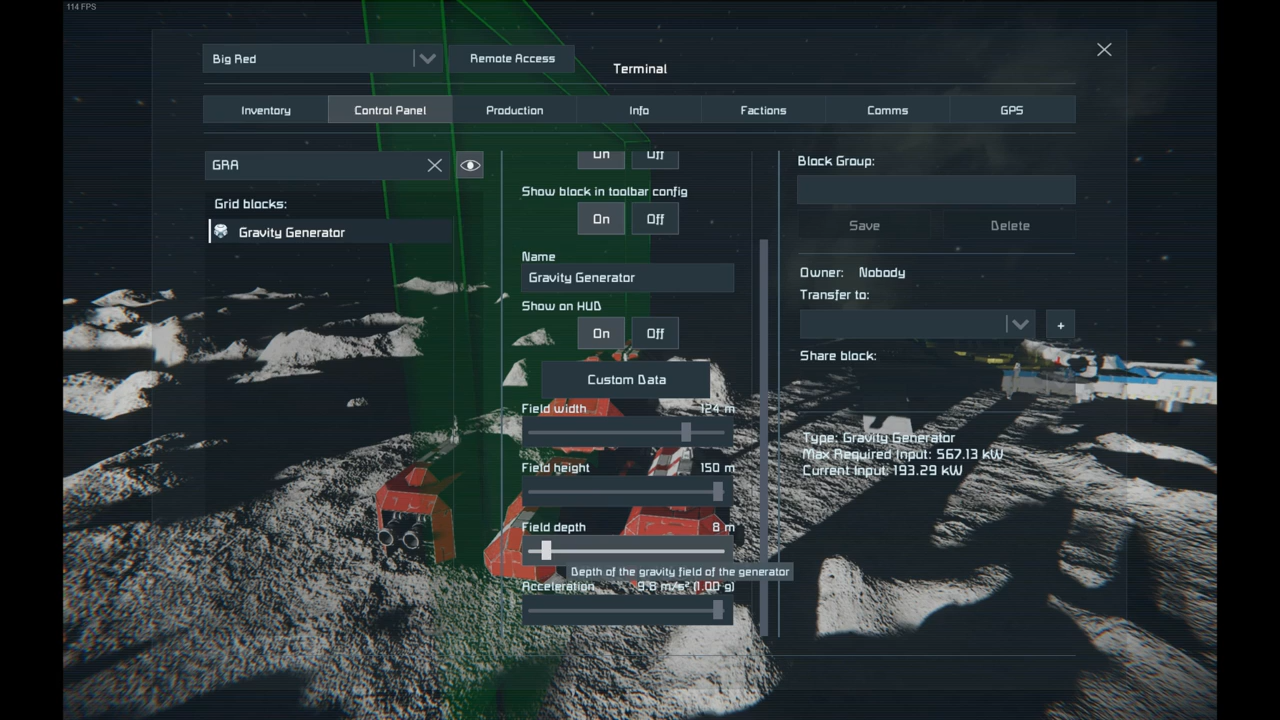 114 FPS
Big Red
Remote Access
Terminal
Inventory
Control Panel
Production
Info
Factions
Comms
GPS
GRA
Grid blocks:
Gravity Generator
On Off
Show block in toolbar config
On Off
Name
Gravity Generator
Show on HUD
On Off
Custom Data
Field width 124 m
Field height 150 m
Field depth 8 m
Depth of the gravity field of the generator
Acceleration 9.8 m/s² (1.00 g)
Block Group:
Save Delete
Owner: Nobody
Transfer to:
+
Share block:
Type: Gravity Generator
Max Required Input: 567.13 kW
Current Input: 193.29 kW